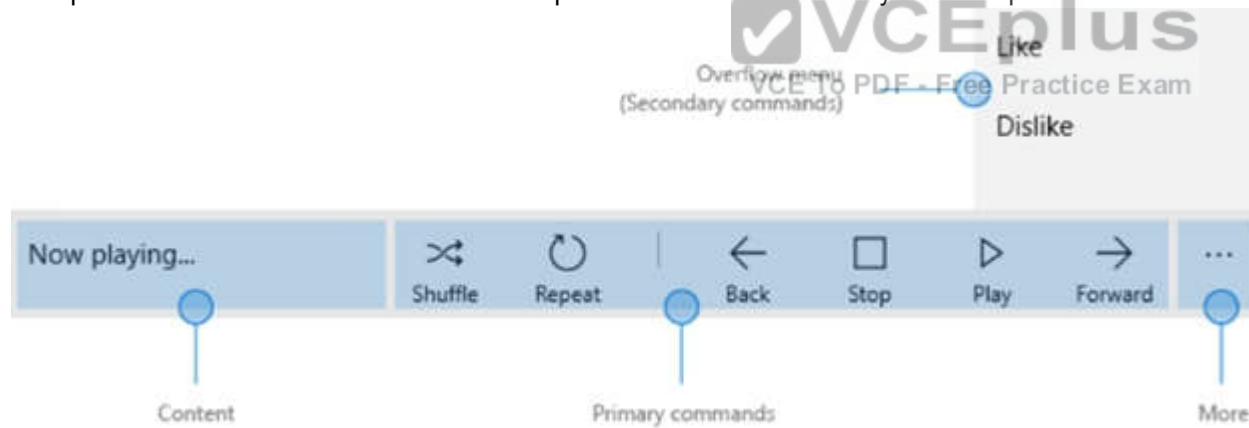 VCEplus
Like
Overflow menu
VCE To PDF - Free Practice Exam
(Secondary commands)
Dislike
Now playing...
...
Shuffle Repeat Back Stop Play Forward
Content Primary commands More